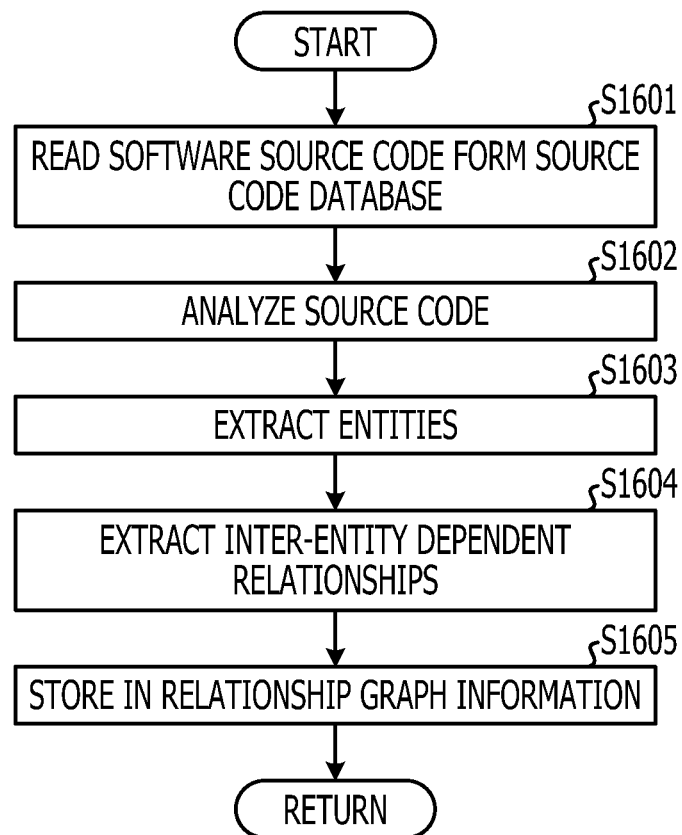 START
S1601
READ SOFTWARE SOURCE CODE FORM SOURCE
CODE DATABASE
S1602
ANALYZE SOURCE CODE
S1603
EXTRACT ENTITIES
S1604
EXTRACT INTER-ENTITY DEPENDENT
RELATIONSHIPS
S1605
STORE IN RELATIONSHIP GRAPH INFORMATION
RETURN